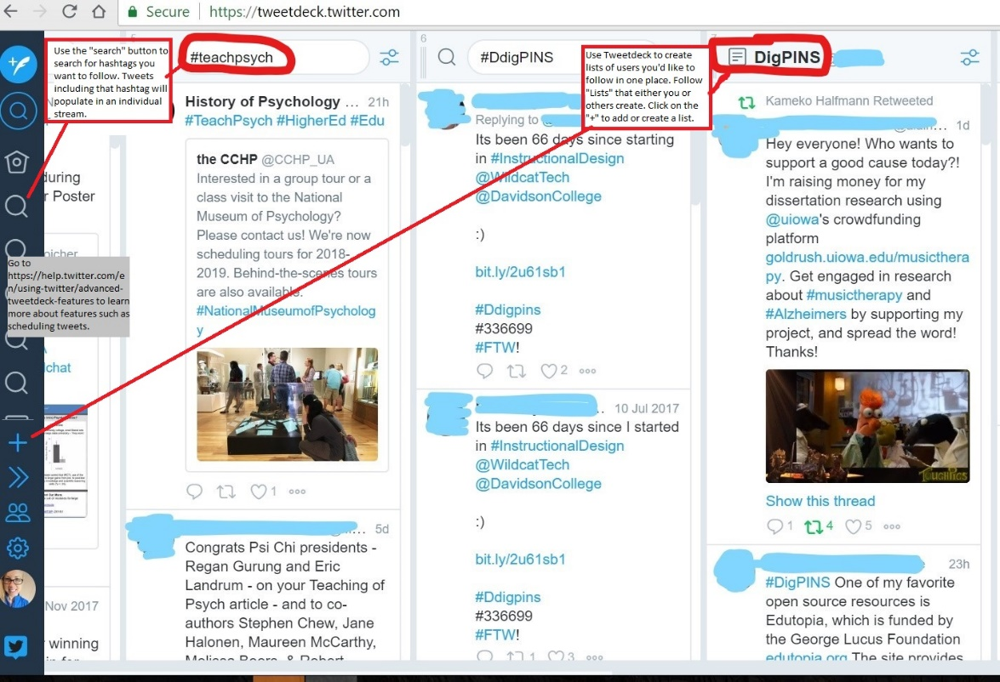 Secure https://tweetdeck.twitter.com
Use the "search" button to
search for hashtags you
want to follow. Tweets
including that hashtag will
populate in an individual
stream.
during
r Poster
Go to
https://help.twitter.com/e
n/using-twitter/advanced-
tweetdeck-features to learn
more about features such as
scheduling tweets.
chat
Nov 2017
winning
5
#teachpsych
History of Psychology ... 21h
#TeachPsych #HigherEd #Edu
the CCHP @CCHP_UA
Interested in a group tour or a
class visit to the National
Museum of Psychology?
Please contact us! We're now
scheduling tours for 2018-
2019. Behind-the-scenes tours
are also available.
#NationalMuseumofPsycholog
y
1
5d
Congrats Psi Chi presidents -
Regan Gurung and Eric
Landrum - on your Teaching of
Psych article - and to co-
authors Stephen Chew, Jane
Halonen, Maureen McCarthy,
6
#DdigPINS
Use Tweetdeck to create
lists of users you'd like to
follow in one place. Follow
"Lists" that either you or
others create. Click on the
"+" to add or create a list.
Replying to
Its been 66 days since starting
in #InstructionalDesign
@WildcatTech
@DavidsonCollege
:)
bit.ly/2u61sb1
#Ddigpins
#336699
#FTW!
2
10 Jul 2017
Its been 66 days since I started
in #InstructionalDesign
@WildcatTech
@DavidsonCollege
:)
bit.ly/2u61sb1
#Ddigpins
#336699
#FTW!
1 3
7
DigPINS
Kameko Halfmann Retweeted
1d
Hey everyone! Who wants to
support a good cause today?!
I'm raising money for my
dissertation research using
@uiowa's crowdfunding
platform
goldrush.uiowa.edu/musicthera
py. Get engaged in research
about #musictherapy and
#Alzheimers by supporting my
project, and spread the word!
Thanks!
TOUGHPIGS
Show this thread
1 4 5
23h
#DigPINS One of my favorite
open source resources is
Edutopia, which is funded by
the George Lucus Foundation
edutopia.org The site provides